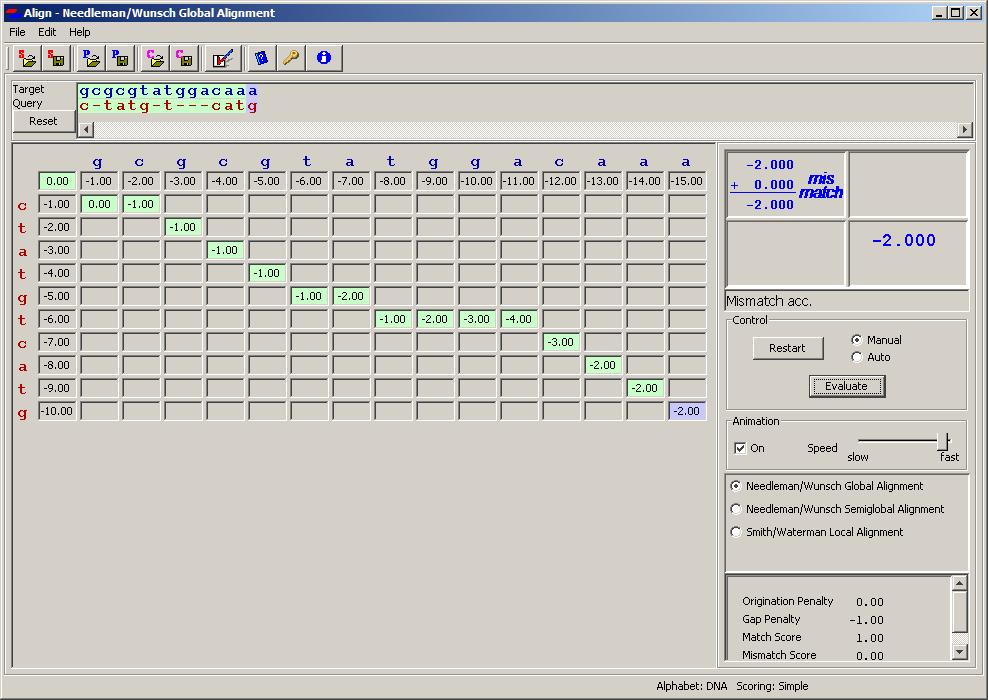 Align - Needleman/Wunsch Global Alignment
File Edit Help
Target gcgcgtatggacaaa
Query c-tatg-t---catg
Reset
g c g c g t a t g g a c a a a
0.00 -1.00 -2.00 -3.00 -4.00 -5.00 -6.00 -7.00 -8.00 -9.00 -10.00 -11.00 -12.00 -13.00 -14.00 -15.00
c -1.00 0.00 -1.00
t -2.00 -1.00
a -3.00 -1.00
t -4.00 -1.00
g -5.00 -1.00 -2.00
t -6.00 -1.00 -2.00 -3.00 -4.00
c -7.00 -3.00
a -8.00 -2.00
t -9.00 -2.00
g -10.00 -2.00
-2.000
+ 0.000 mis match
-2.000
-2.000
Mismatch acc.
Control
Restart
Manual
Auto
Evaluate
Animation
On Speed
slow fast
Needleman/Wunsch Global Alignment
Needleman/Wunsch Semiglobal Alignment
Smith/Waterman Local Alignment
Origination Penalty 0.00
Gap Penalty -1.00
Match Score 1.00
Mismatch Score 0.00
Alphabet: DNA Scoring: Simple